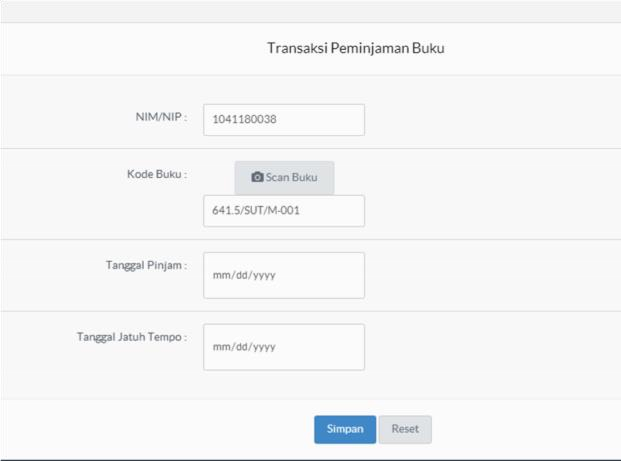 Transaksi Peminjaman Buku
NIM/NIP :
1041180038
Kode Buku :
Scan Buku
641.5/SUT/M-001
Tanggal Pinjam :
mm/dd/yyyy
Tanggal Jatuh Tempo :
mm/dd/yyyy
Simpan Reset